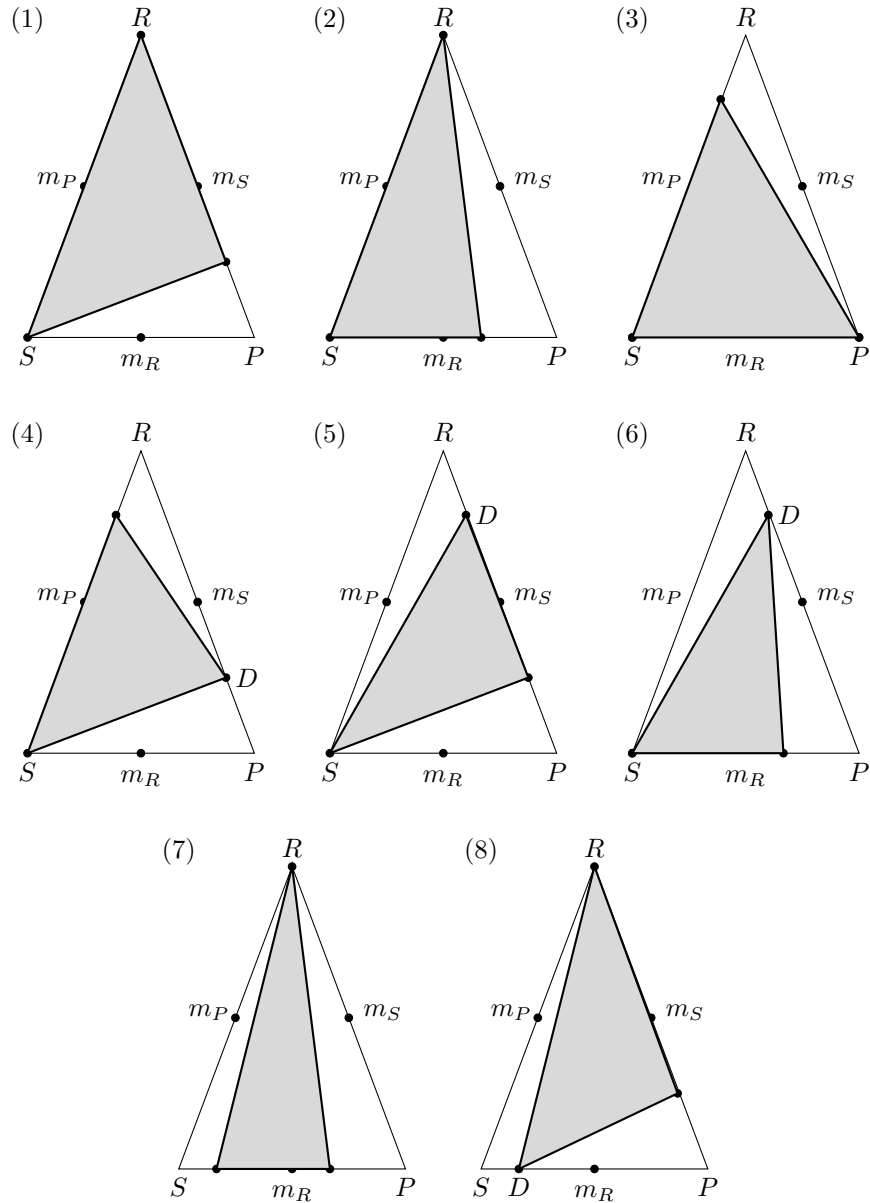 (1) R (2) R (3) R
m_P m_S m_P m_S m_P m_S
S m_R P S m_R P S m_R P
(4) R (5) R (6) R
D D
m_P m_S m_P m_S m_P m_S
D
S m_R P S m_R P S m_R P
(7) R (8) R
m_P m_S m_P m_S
S m_R P S D m_R P